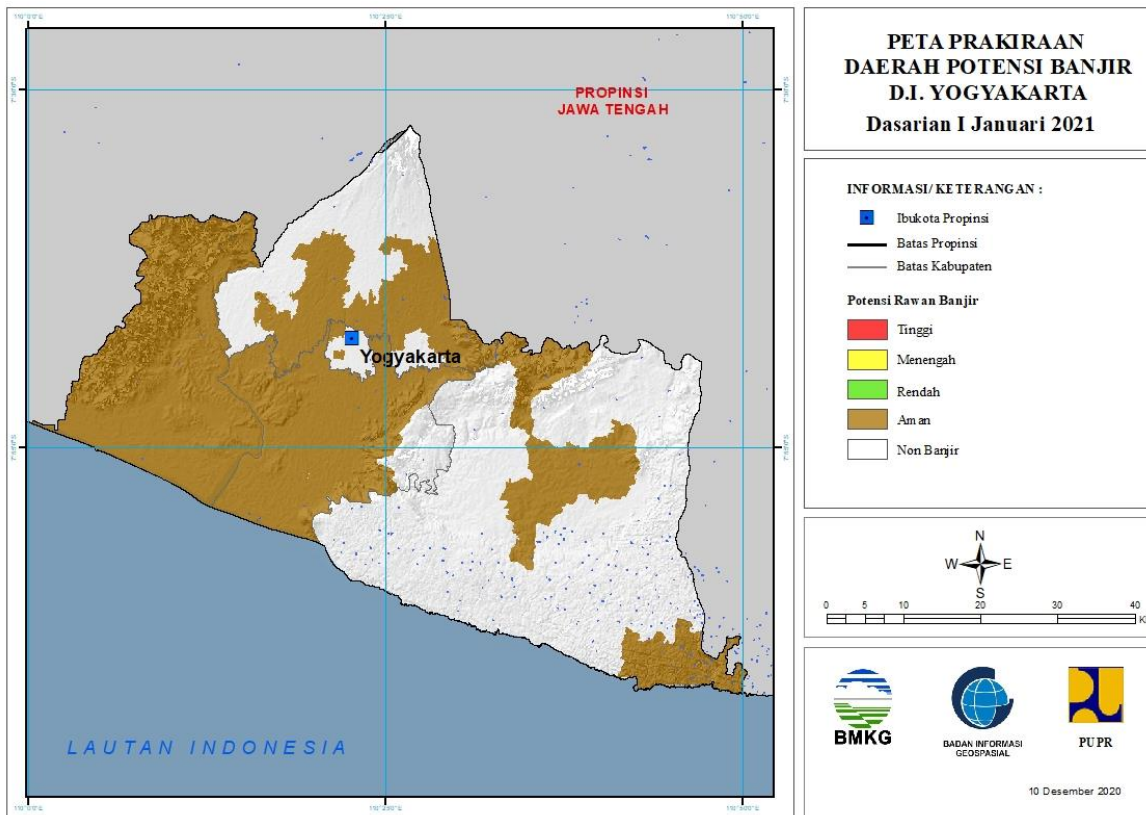 PETA PRAKIRAAN
DAERAH POTENSI BANJIR
D.I. YOGYAKARTA
Dasarian I Januari 2021
INFORMASI/ KETERANGAN :
Ibukota Propinsi
Batas Propinsi
Batas Kabupaten
Potensi Rawan Banjir
Tinggi
Menengah
Rendah
Aman
Non Banjir
N
W E
S
0 5 10 20 30 40
BMKG
BADAN INFORMASI
GEOSPASIAL
PUPR
10 Desember 2020
PROPINSI
JAWA TENGAH
Yogyakarta
LAUTAN INDONESIA